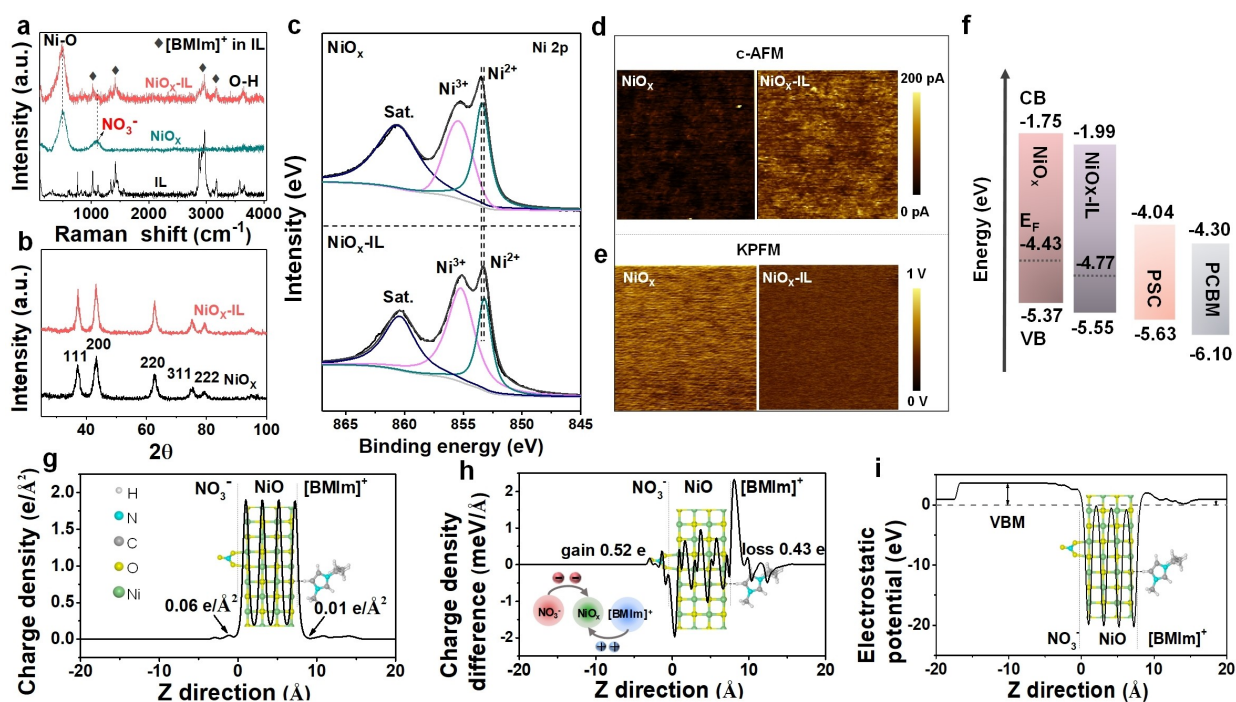 a
Intensity (a.u.)
Ni-O
◆[BMIm]⁺ in IL
NiOₓ-IL
O-H
NO₃⁻
NiOₓ
IL
1000 2000 3000 4000
Raman shift (cm⁻¹)
b
Intensity (a.u.)
NiOₓ-IL
111
200
220
311
222
NiOₓ
40 60 80 100
2θ
c
Intensity (eV)
NiOₓ
Ni 2p
Ni³⁺
Ni²⁺
Sat.
NiOₓ-IL
Ni³⁺
Ni²⁺
Sat.
865 860 855 850 845
Binding energy (eV)
d
c-AFM
NiOₓ
NiOₓ-IL
200 pA
0 pA
e
KPFM
NiOₓ
NiOₓ-IL
1 V
0 V
f
Energy (eV)
CB
-1.75
NiOₓ
E_F
-4.43
-5.37
VB
-1.99
NiOx-IL
-4.77
-5.55
-4.04
PSC
-5.63
-4.30
PCBM
-6.10
g
Charge density (e/Å²)
2.0
1.5
1.2
0.8
0.4
0.0
NO₃⁻
NiO
[BMIm]⁺
H
N
C
O
Ni
0.06 e/Å²
0.01 e/Å²
-20 -10 0 10 20
Z direction (Å)
h
Charge density
difference (meV/Å)
2
1
0
-1
-2
NO₃⁻
NiO
[BMIm]⁺
gain 0.52 e
loss 0.43 e
NO₃⁻
NiOₓ
[BMIm]⁺
-20 -10 0 10 20
Z direction (Å)
i
Electrostatic
potential (eV)
0
-10
-20
VBM
NO₃⁻
NiO
[BMIm]⁺
-20 -10 0 10 20
Z direction (Å)